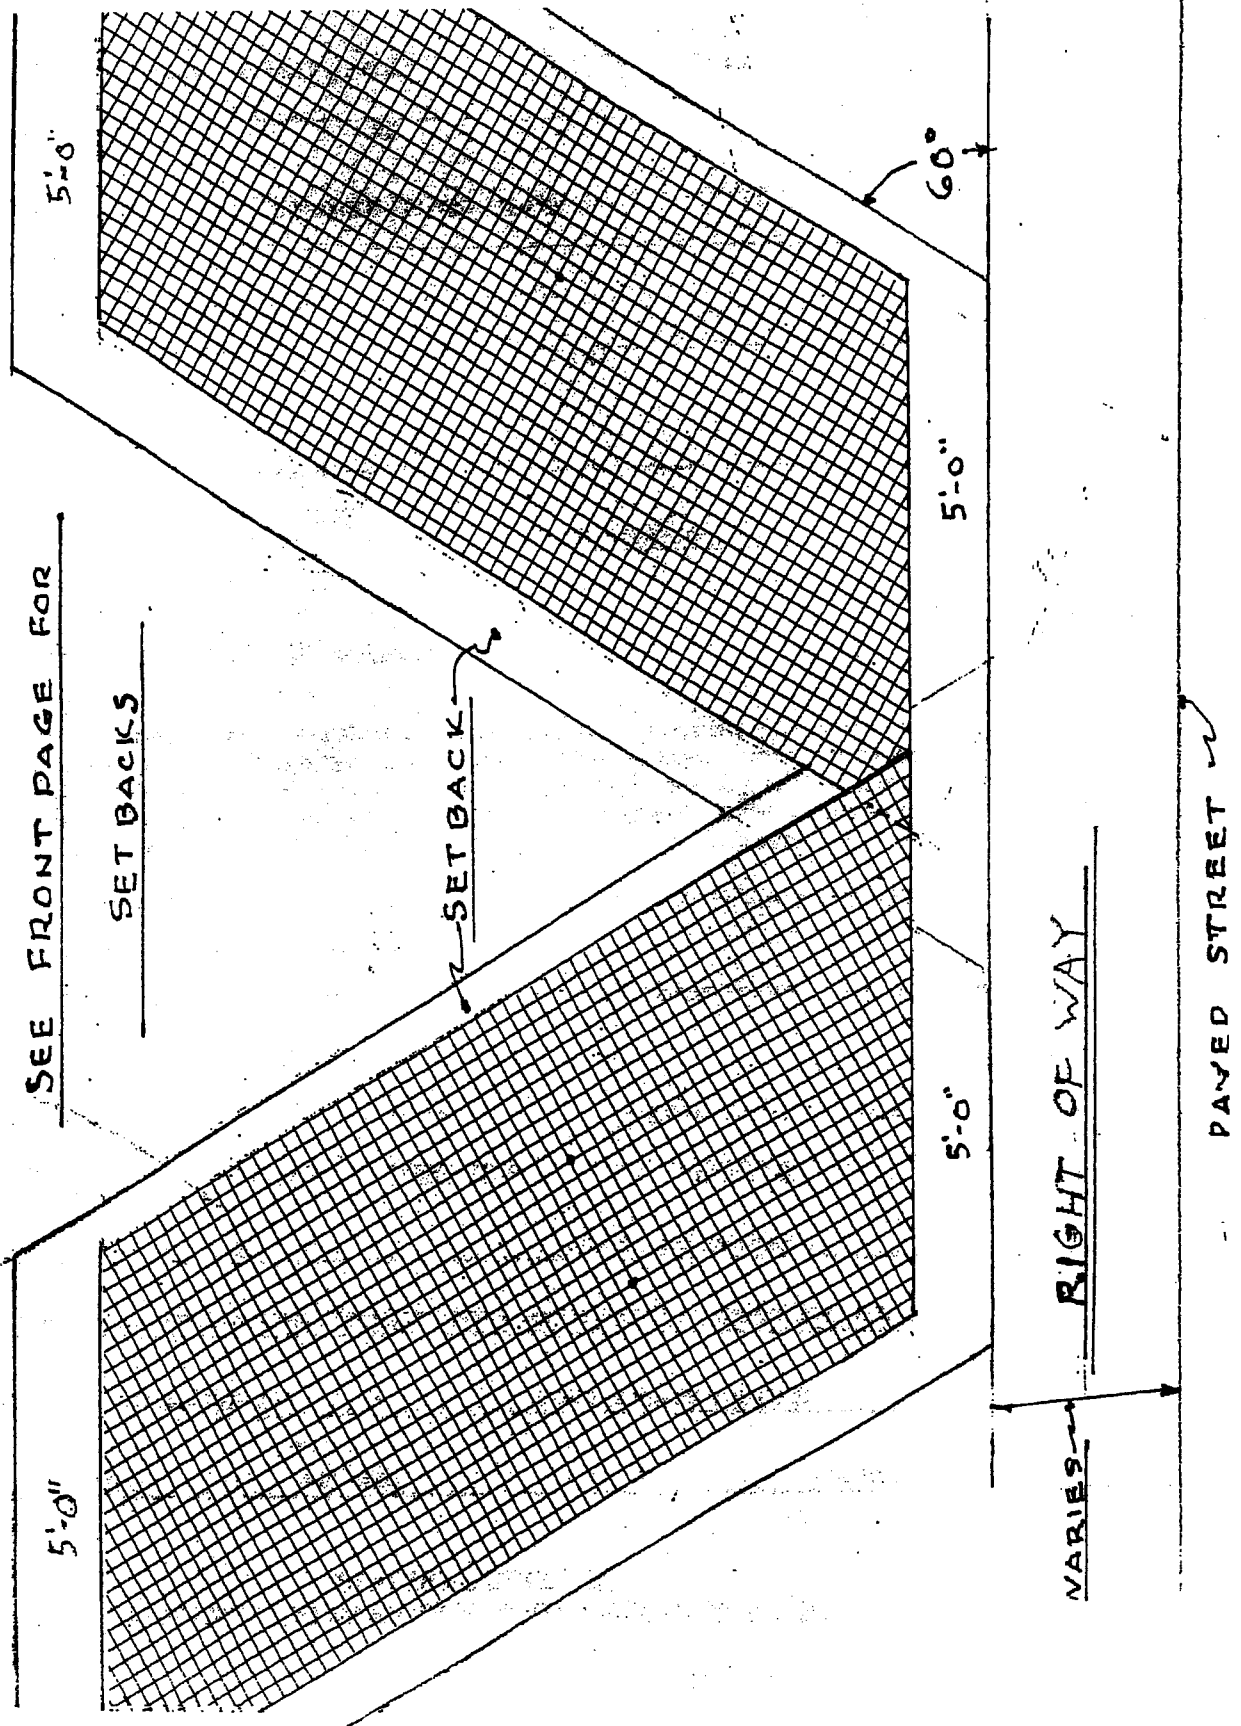 SEE FRONT PAGE FOR
SET BACKS
SET BACK
5'-0"
5'-0"
5'-0"
5'-0"
60°
VARIES
RIGHT OF WAY
PAVED STREET